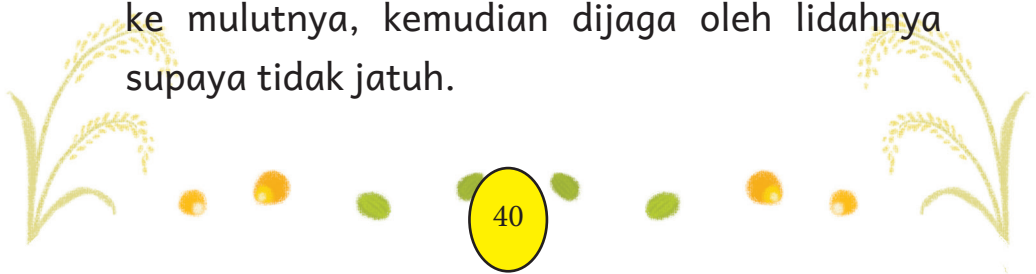 ke mulutnya, kemudian dijaga oleh lidahnya
supaya tidak jatuh.
40